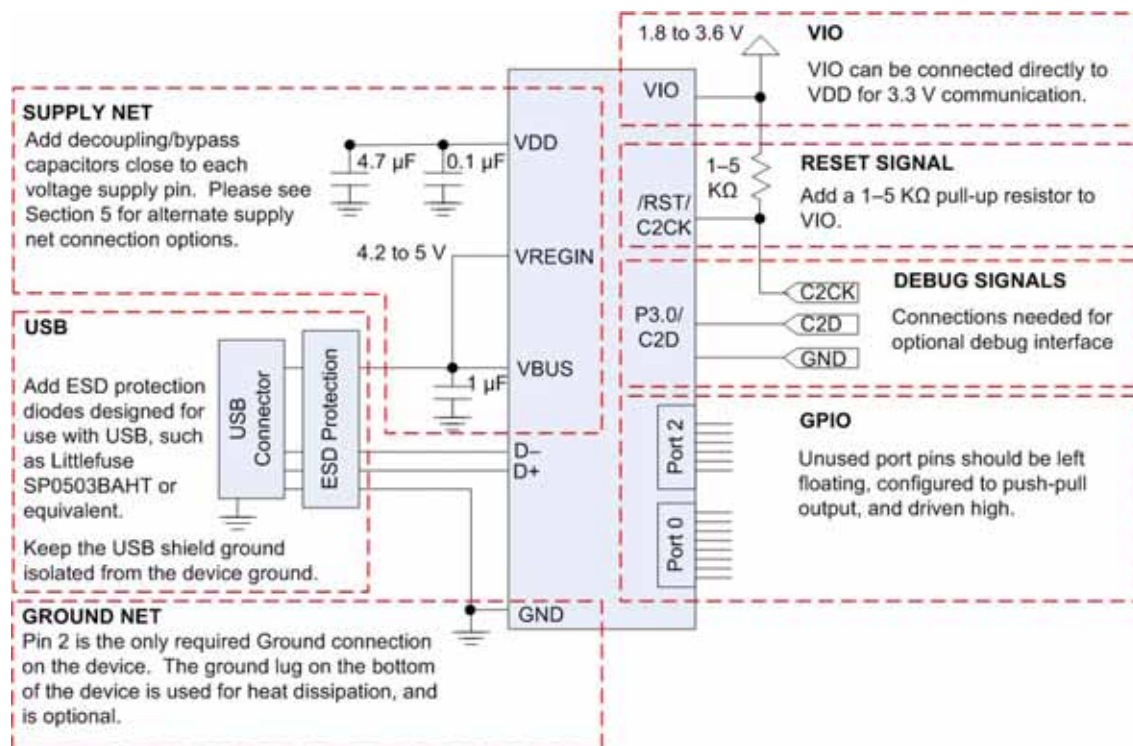 SUPPLY NET
Add decoupling/bypass
capacitors close to each
voltage supply pin. Please see
Section 5 for alternate supply
net connection options.
4.7 µF
0.1 µF
4.2 to 5 V
VDD
VREGIN
VBUS
1 µF
D–
D+
GND
USB
Add ESD protection
diodes designed for
use with USB, such
as Littlefuse
SP0503BAHT or
equivalent.
Keep the USB shield ground
isolated from the device ground.
USB
Connector
ESD Protection
GROUND NET
Pin 2 is the only required Ground connection
on the device. The ground lug on the bottom
of the device is used for heat dissipation, and
is optional.
1.8 to 3.6 V
VIO
VIO
VIO can be connected directly to
VDD for 3.3 V communication.
1–5
KΩ
/RST/
C2CK
RESET SIGNAL
Add a 1–5 KΩ pull-up resistor to
VIO.
P3.0/
C2D
C2CK
C2D
GND
DEBUG SIGNALS
Connections needed for
optional debug interface
Port 2
Port 0
GPIO
Unused port pins should be left
floating, configured to push-pull
output, and driven high.